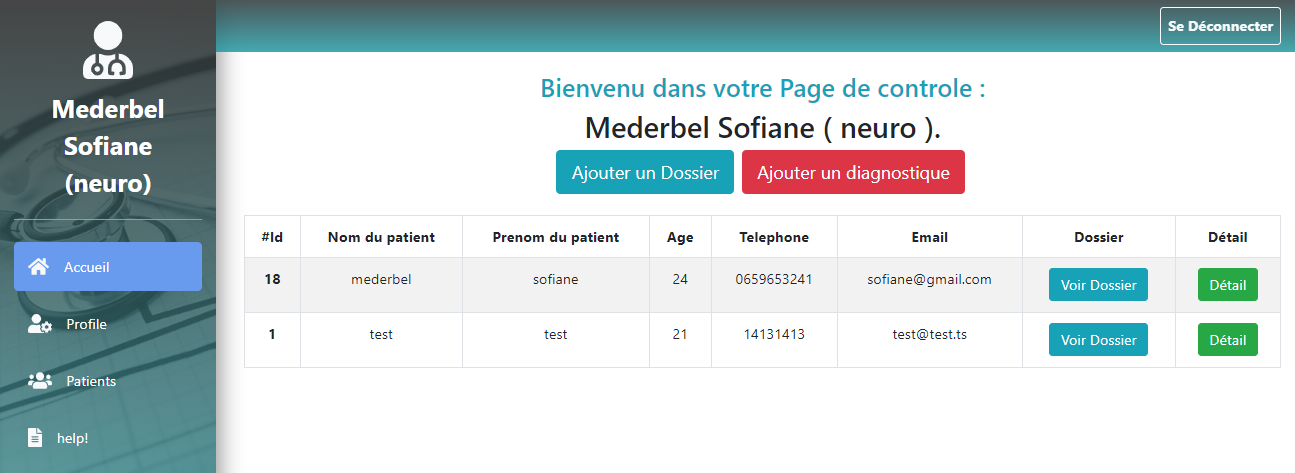 Se Déconnecter
Mederbel
Sofiane
(neuro)
Accueil
Profile
Patients
help!
Bienvenu dans votre Page de controle :
Mederbel Sofiane ( neuro ).
Ajouter un Dossier Ajouter un diagnostique
#Id Nom du patient Prenom du patient Age Telephone Email Dossier Détail
18 mederbel sofiane 24 0659653241 sofiane@gmail.com Voir Dossier Détail
1 test test 21 14131413 test@test.ts Voir Dossier Détail